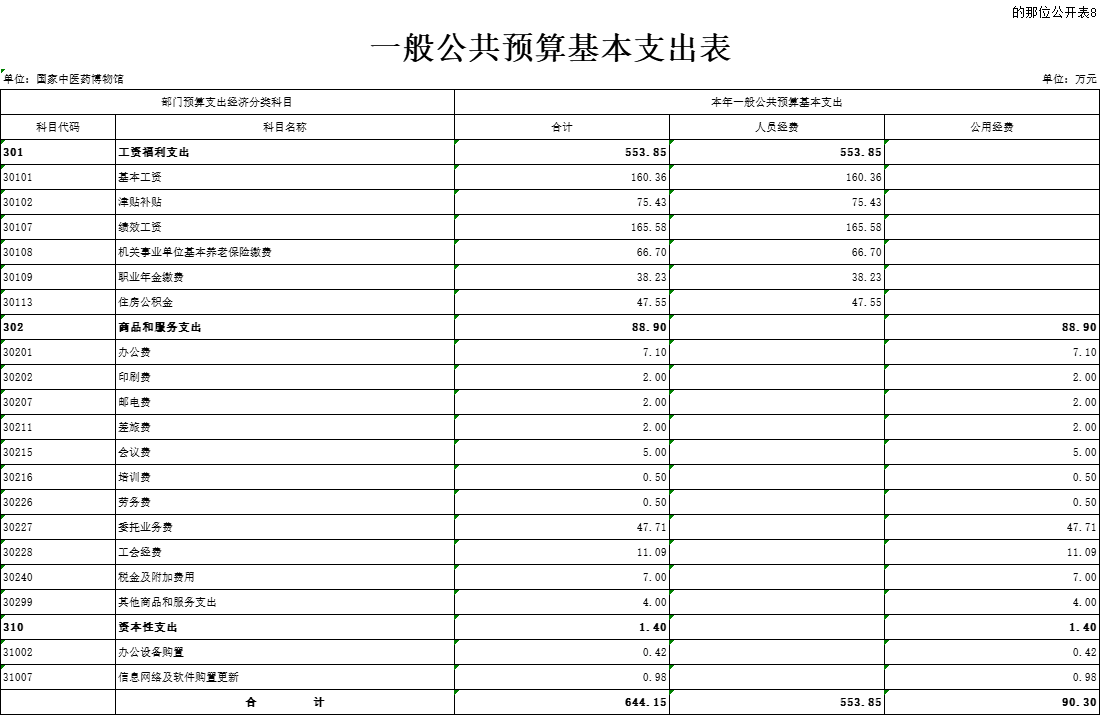 的那位公开表8
一般公共预算基本支出表
单位：国家中医药博物馆 单位：万元
部门预算支出经济分类科目 本年一般公共预算基本支出
科目代码 科目名称 合计 人员经费 公用经费
301 工资福利支出 553.85 553.85
30101 基本工资 160.36 160.36
30102 津贴补贴 75.43 75.43
30107 绩效工资 165.58 165.58
30108 机关事业单位基本养老保险缴费 66.70 66.70
30109 职业年金缴费 38.23 38.23
30113 住房公积金 47.55 47.55
302 商品和服务支出 88.90 88.90
30201 办公费 7.10 7.10
30202 印刷费 2.00 2.00
30207 邮电费 2.00 2.00
30211 差旅费 2.00 2.00
30215 会议费 5.00 5.00
30216 培训费 0.50 0.50
30226 劳务费 0.50 0.50
30227 委托业务费 47.71 47.71
30228 工会经费 11.09 11.09
30240 税金及附加费用 7.00 7.00
30299 其他商品和服务支出 4.00 4.00
310 资本性支出 1.40 1.40
31002 办公设备购置 0.42 0.42
31007 信息网络及软件购置更新 0.98 0.98
合 计 644.15 553.85 90.30